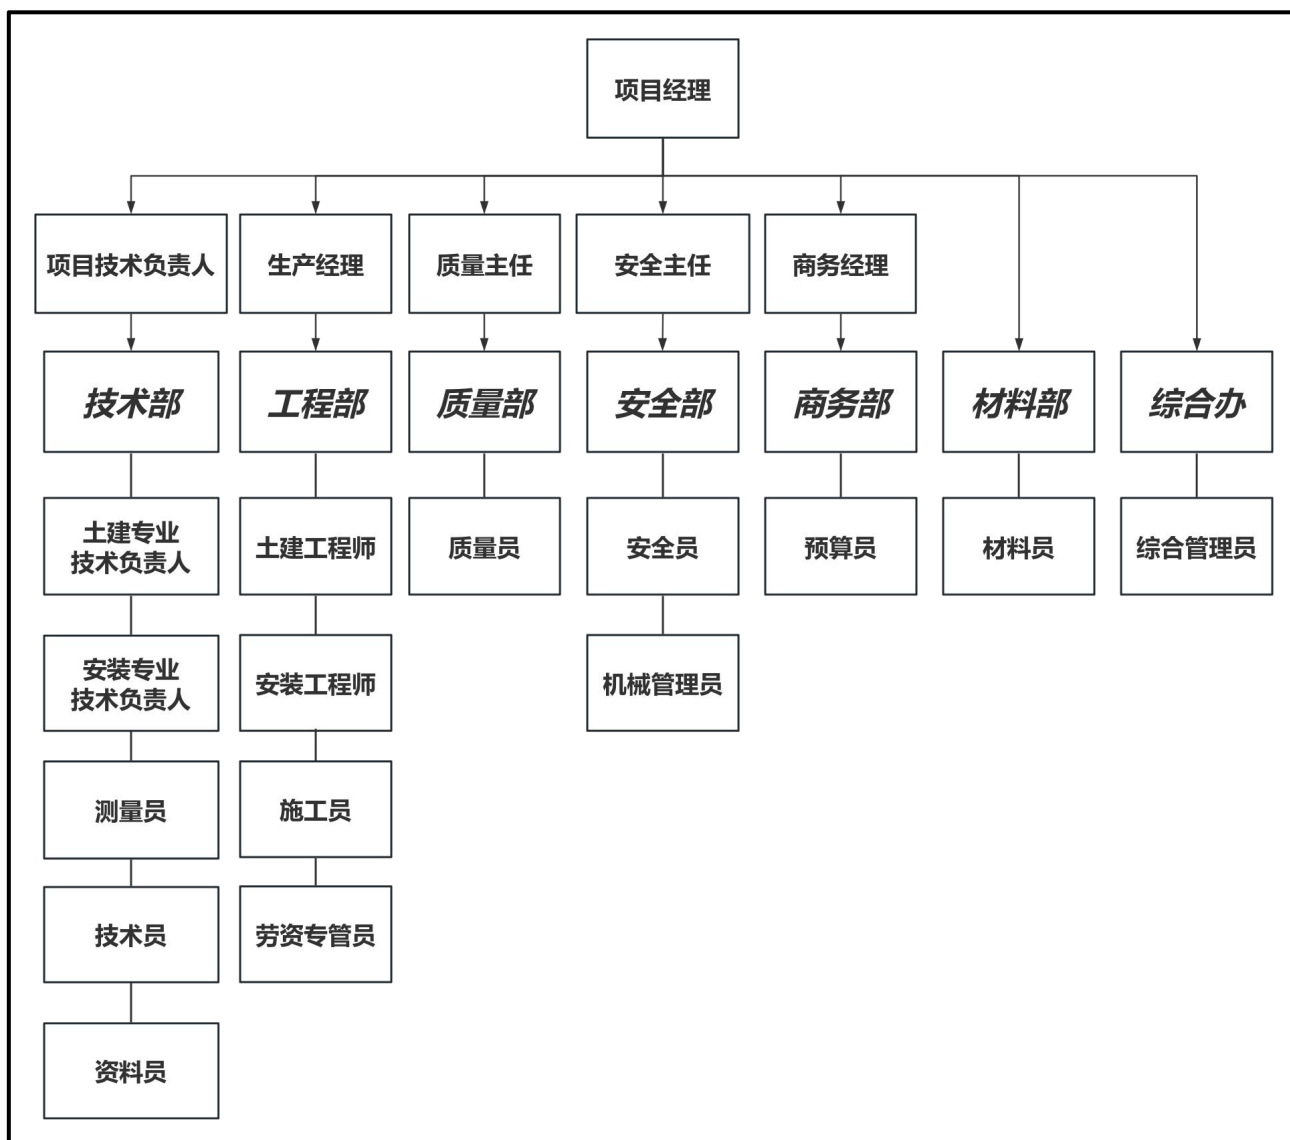 项目经理
项目技术负责人
生产经理
质量主任
安全主任
商务经理
技术部
工程部
质量部
安全部
商务部
材料部
综合办
土建专业
技术负责人
土建工程师
质量员
安全员
预算员
材料员
综合管理员
安装专业
技术负责人
安装工程师
机械管理员
测量员
施工员
技术员
劳资专管员
资料员